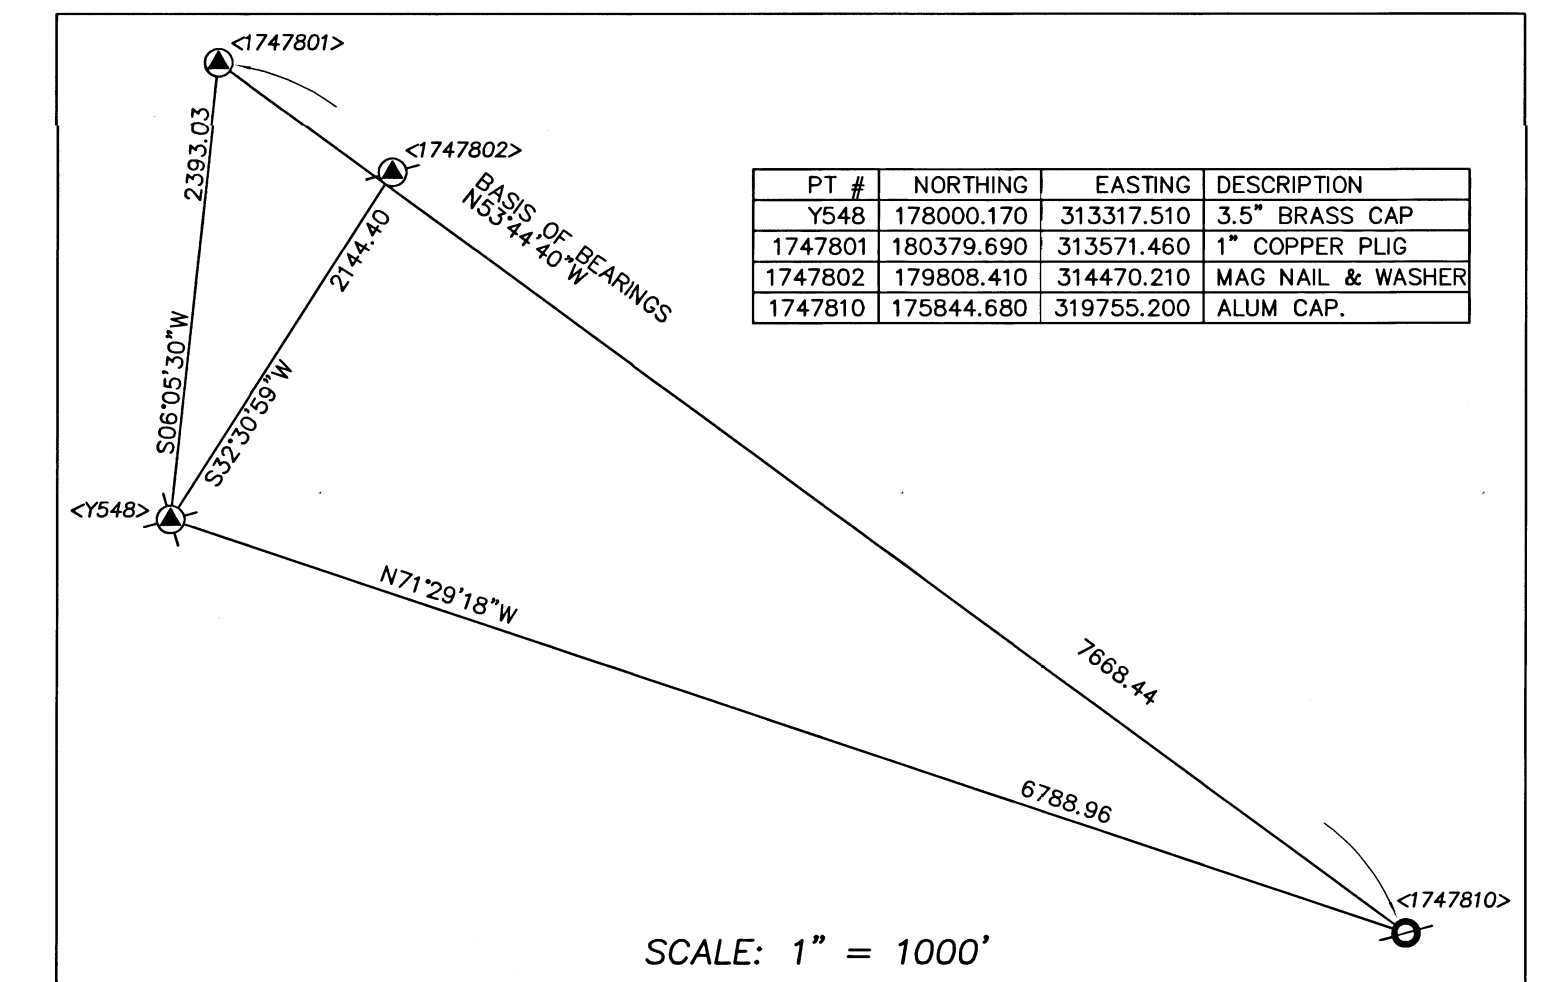 <1747801>
2393.03
<1747802>
BASIS OF BEARINGS
N53°44'40"W
2144.40
PT # NORTHING EASTING DESCRIPTION
Y548 178000.170 313317.510 3.5" BRASS CAP
1747801 180379.690 313571.460 1" COPPER PLIG
1747802 179808.410 314470.210 MAG NAIL & WASHER
1747810 175844.680 319755.200 ALUM CAP.
S06°05'30"W
S32°30'59"W
<Y548>
N71°29'18"W
7668.44
6788.96
<1747810>
SCALE: 1" = 1000'